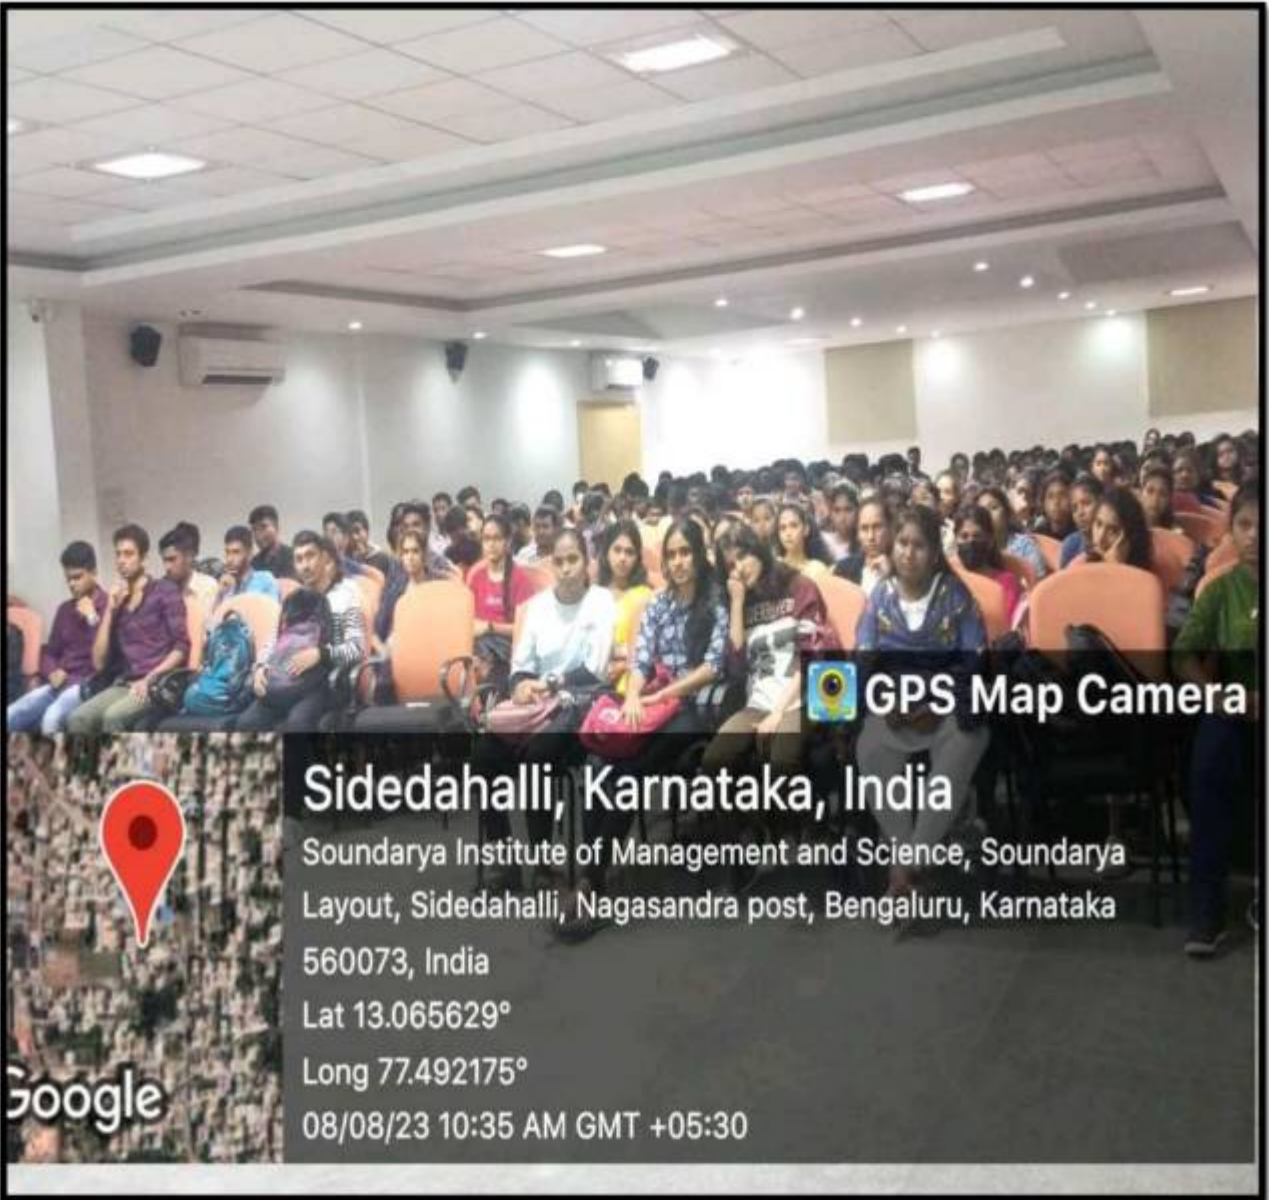 GPS Map Camera
Sidedahalli, Karnataka, India
Soundarya Institute of Management and Science, Soundarya
Layout, Sidedahalli, Nagasandra post, Bengaluru, Karnataka
560073, India
Lat 13.065629°
Long 77.492175°
Google
08/08/23 10:35 AM GMT +05:30